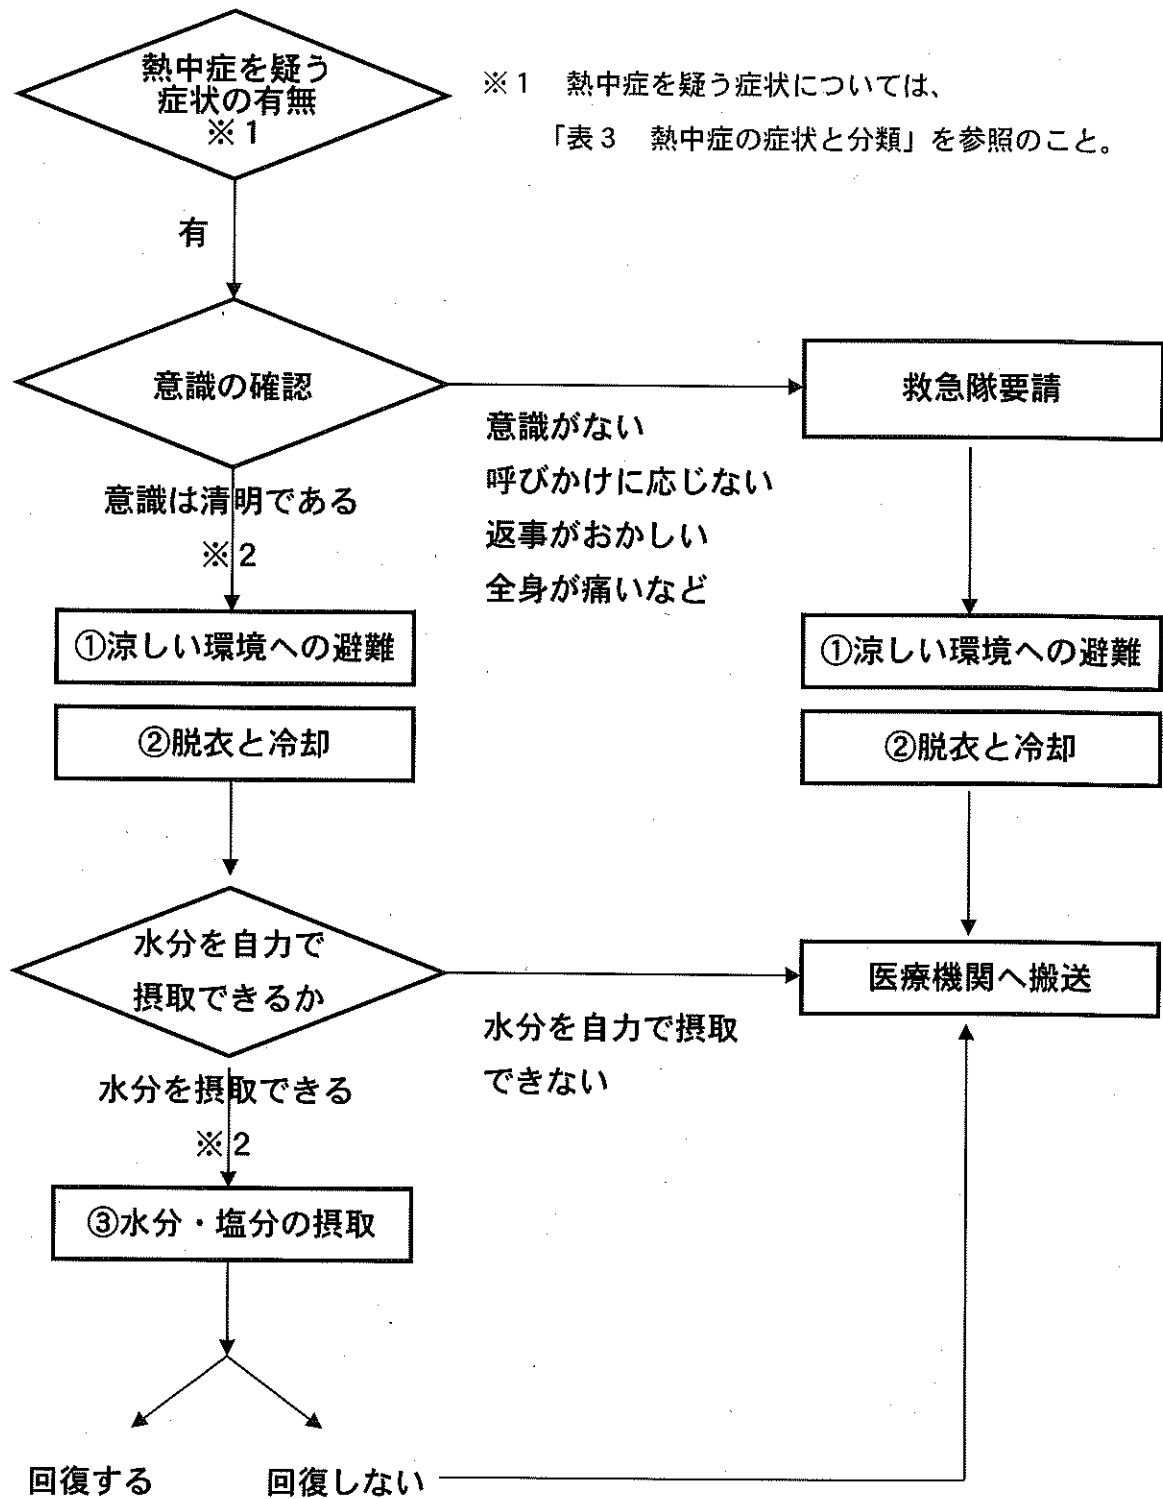 熱中症を疑う
症状の有無
※1
※1　熱中症を疑う症状については、
「表3　熱中症の症状と分類」を参照のこと。
有
意識の確認
救急隊要請
意識がない
呼びかけに応じない
返事がおかしい
全身が痛いなど
意識は清明である
※2
①涼しい環境への避難
①涼しい環境への避難
②脱衣と冷却
②脱衣と冷却
水分を自力で
摂取できるか
医療機関へ搬送
水分を自力で摂取
できない
水分を摂取できる
※2
③水分・塩分の摂取
回復する
回復しない